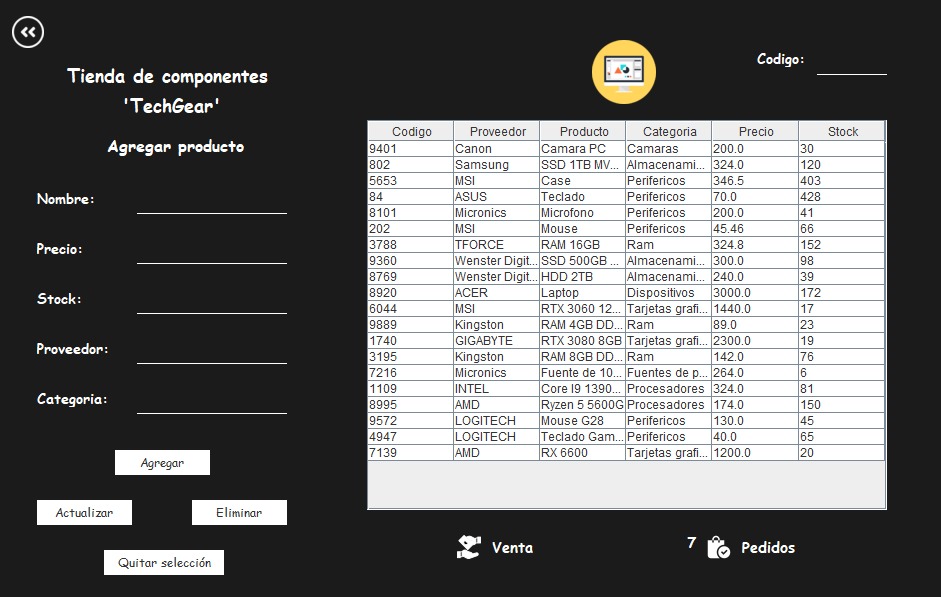 Tienda de componentes
'TechGear'
Agregar producto
Nombre:
Precio:
Stock:
Proveedor:
Categoria:
Agregar
Actualizar Eliminar
Quitar selección
Codigo:
Codigo Proveedor Producto Categoria Precio Stock
9401 Canon Camara PC Camaras 200.0 30
802 Samsung SSD 1TB MV... Almacenami... 324.0 120
5653 MSI Case Perifericos 346.5 403
84 ASUS Teclado Perifericos 70.0 428
8101 Micronics Microfono Perifericos 200.0 41
202 MSI Mouse Perifericos 45.46 66
3788 TFORCE RAM 16GB Ram 324.8 152
9360 Wenster Digit... SSD 500GB ... Almacenami... 300.0 98
8769 Wenster Digit... HDD 2TB Almacenami... 240.0 39
8920 ACER Laptop Dispositivos 3000.0 172
6044 MSI RTX 3060 12... Tarjetas grafi... 1440.0 17
9889 Kingston RAM 4GB DD... Ram 89.0 23
1740 GIGABYTE RTX 3080 8GB Tarjetas grafi... 2300.0 19
3195 Kingston RAM 8GB DD... Ram 142.0 76
7216 Micronics Fuente de 10... Fuentes de p... 264.0 6
1109 INTEL Core I9 1390... Procesadores 324.0 81
8995 AMD Ryzen 5 5600G Procesadores 174.0 150
9572 LOGITECH Mouse G28 Perifericos 130.0 45
4947 LOGITECH Teclado Gam... Perifericos 40.0 65
7139 AMD RX 6600 Tarjetas grafi... 1200.0 20
Venta 7 Pedidos